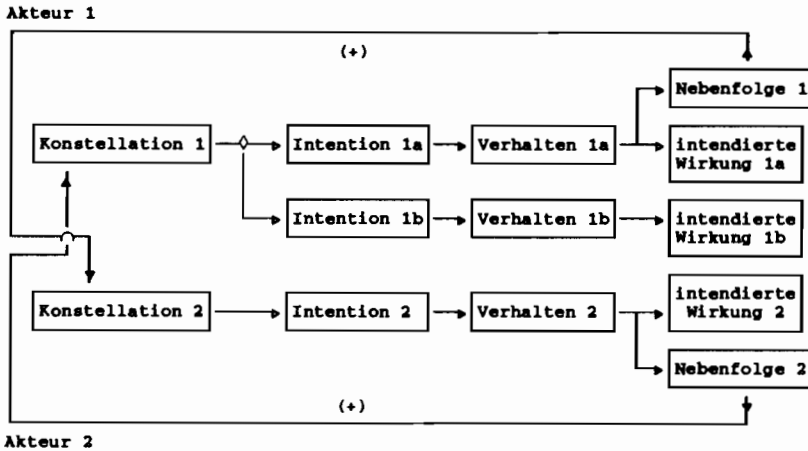 Akteur 1
(+)
Nebenfolge 1
Konstellation 1
Intention 1a
Verhalten 1a
intendierte
Wirkung 1a
Intention 1b
Verhalten 1b
intendierte
Wirkung 1b
Konstellation 2
Intention 2
Verhalten 2
intendierte
Wirkung 2
Nebenfolge 2
(+)
Akteur 2